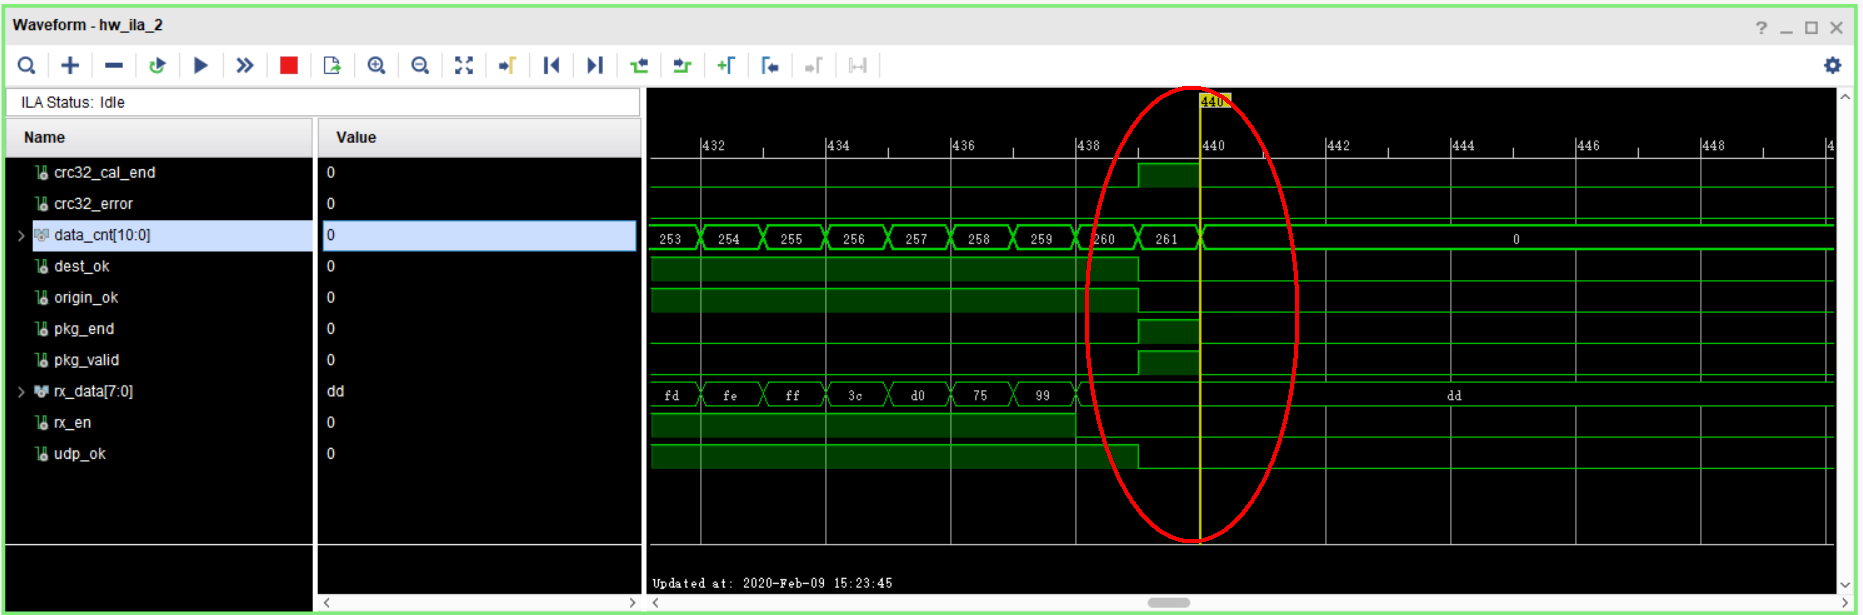 Waveform - hw_ila_2
?
ILA Status: Idle
Name Value
440
432 434 436 438 440 442 444 446 448 4
crc32_cal_end 0
crc32_error 0
data_cnt[10:0] 0 253 254 255 256 257 258 259 260 261 0
dest_ok 0
origin_ok 0
pkg_end 0
pkg_valid 0
rx_data[7:0] dd fd fe ff 3c d0 75 99 dd
rx_en 0
udp_ok 0
Updated at: 2020-Feb-09 15:23:45